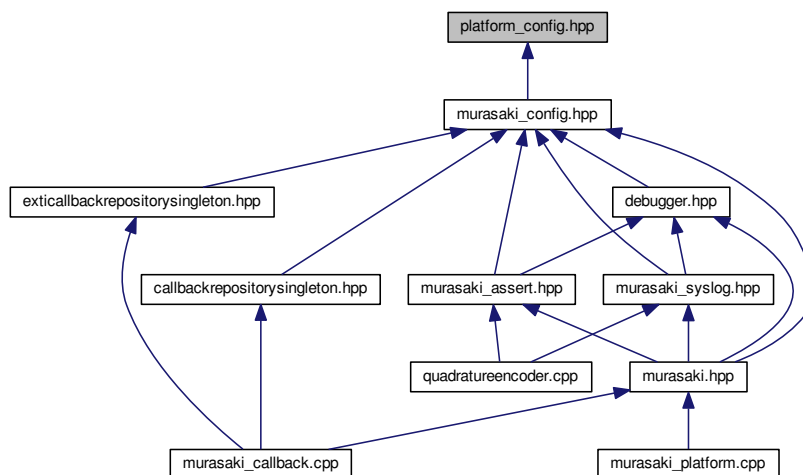 platform_config.hpp
murasaki_config.hpp
exticallbackrepositorysingleton.hpp
debugger.hpp
callbackrepositorysingleton.hpp
murasaki_assert.hpp
murasaki_syslog.hpp
quadratureencoder.cpp
murasaki.hpp
murasaki_callback.cpp
murasaki_platform.cpp